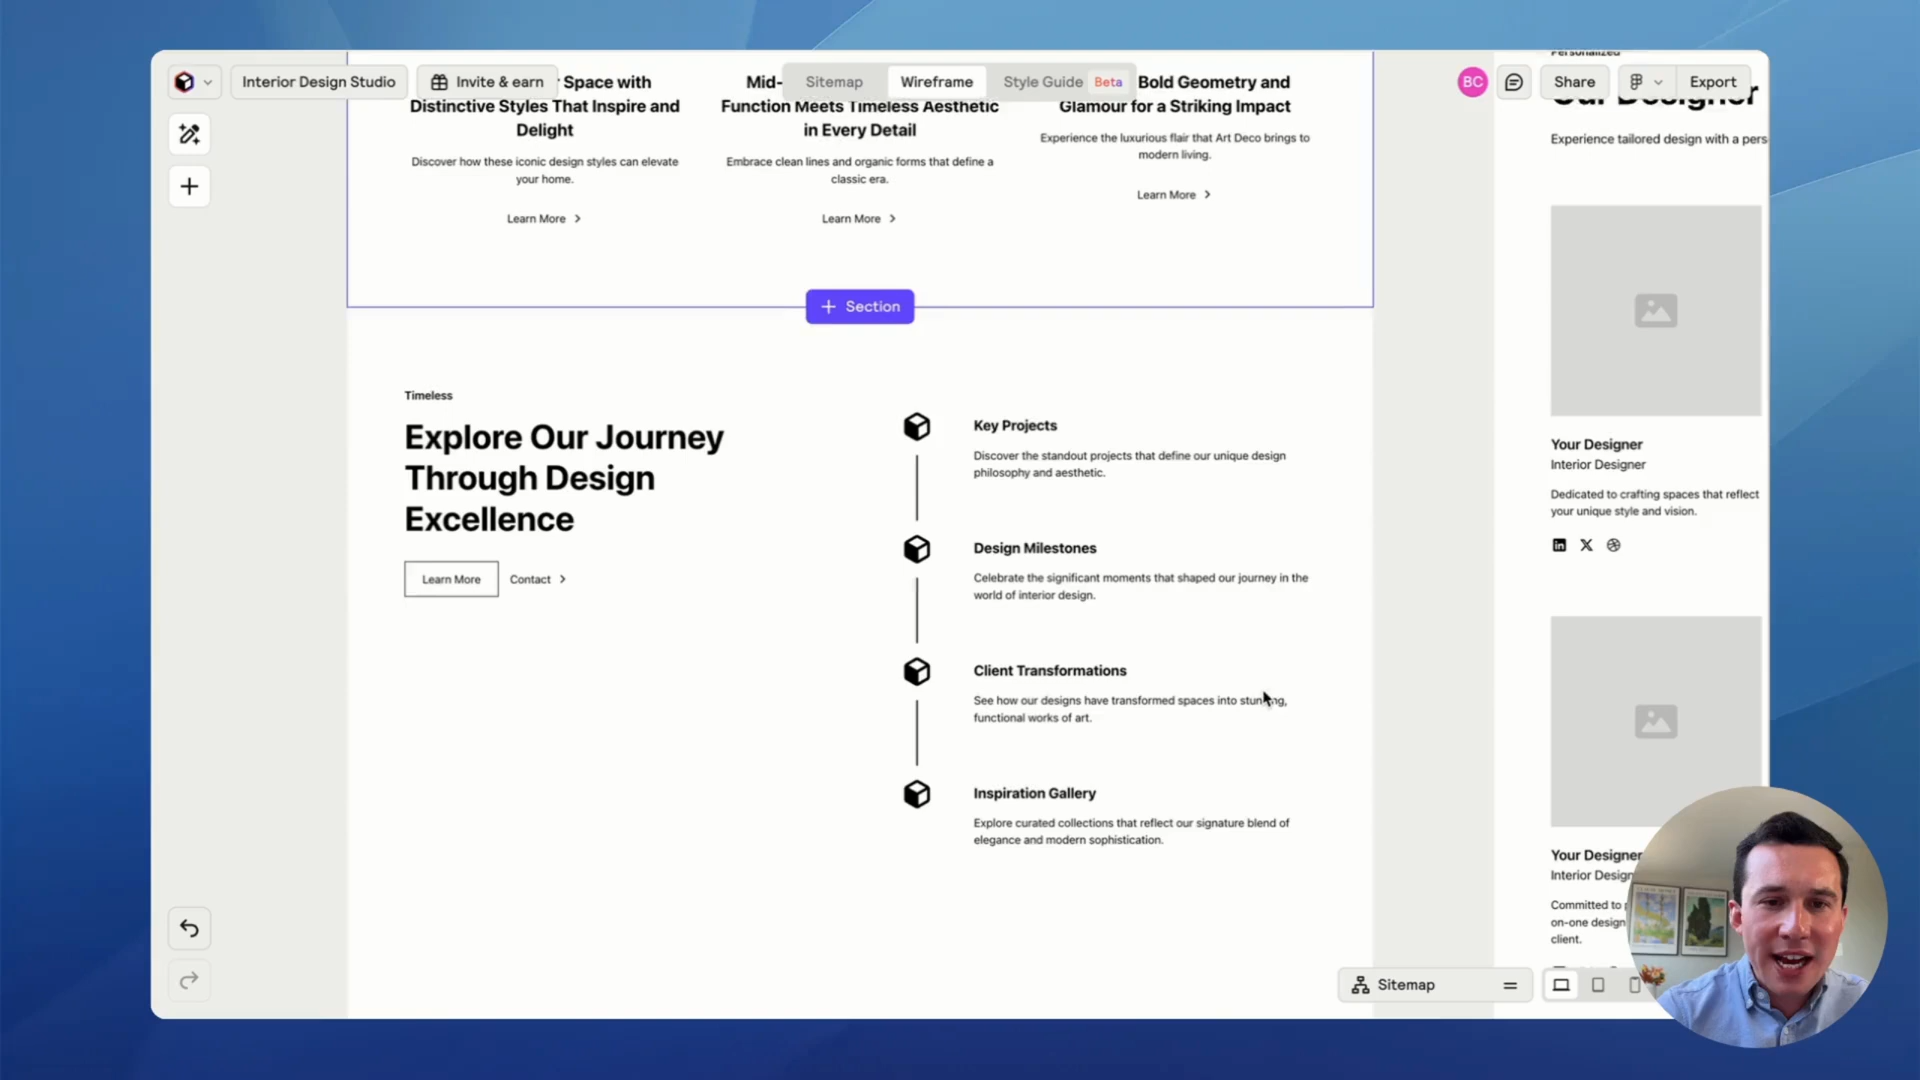 Interior Design Studio
Invite & earn
Sitemap
Wireframe
Style Guide
Beta
BC
Share
Export
Space with
Distinctive Styles That Inspire and
Delight
Discover how these iconic design styles can elevate
your home.
Learn More
Mid-
Function Meets Timeless Aesthetic
in Every Detail
Embrace clean lines and organic forms that define a
classic era.
Learn More
Bold Geometry and
Glamour for a Striking Impact
Experience the luxurious flair that Art Deco brings to
modern living.
Learn More
Section
Timeless
Explore Our Journey
Through Design
Excellence
Learn More
Contact
Key Projects
Discover the standout projects that define our unique design
philosophy and aesthetic.
Design Milestones
Celebrate the significant moments that shaped our journey in the
world of interior design.
Client Transformations
See how our designs have transformed spaces into stunning,
functional works of art.
Inspiration Gallery
Explore curated collections that reflect our signature blend of
elegance and modern sophistication.
Personalized
Our Designer
Experience tailored design with a pers
Your Designer
Interior Designer
Dedicated to crafting spaces that reflect
your unique style and vision.
Your Designer
Interior Design
Committed to
on-one design
client.
Sitemap